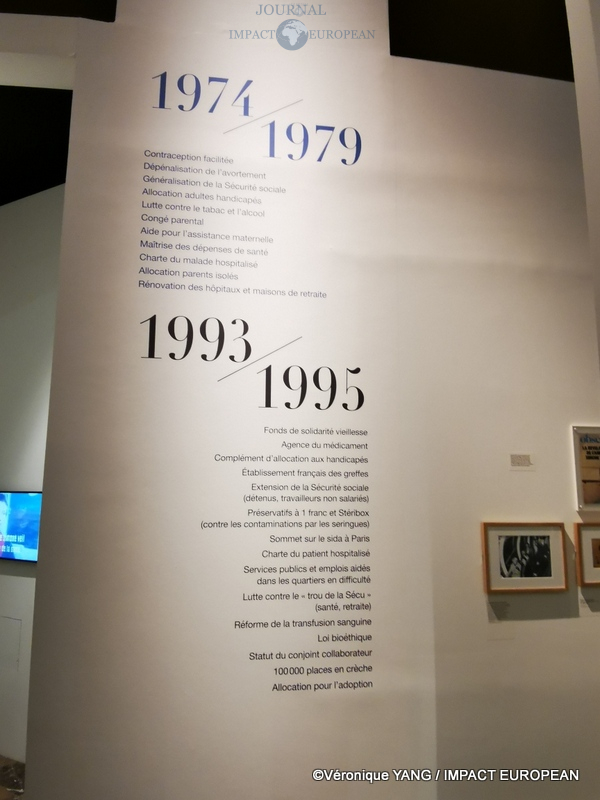 JOURNAL
IMPACT EUROPEAN
1974
1979
Contraception facilitée
Dépénalisation de l'avortement
Généralisation de la Sécurité sociale
Allocation adultes handicapés
Lutte contre le tabac et l'alcool
Congé parental
Aide pour l'assistance maternelle
Maîtrise des dépenses de santé
Charte du malade hospitalisé
Allocation parents isolés
Rénovation des hôpitaux et maisons de retraite
1993
1995
Fonds de solidarité vieillesse
Agence du médicament
Complément d'allocation aux handicapés
Établissement français des greffes
Extension de la Sécurité sociale
(détenus, travailleurs non salariés)
Préservatifs à 1 franc et Stéribox
(contre les contaminations par les seringues)
Sommet sur le sida à Paris
Charte du patient hospitalisé
Services publics et emplois aidés
dans les quartiers en difficulté
Lutte contre le « trou de la Sécu »
(santé, retraite)
Réforme de la transfusion sanguine
Loi bioéthique
Statut du conjoint collaborateur
100 000 places en crèche
Allocation pour l'adoption
©Véronique YANG / IMPACT EUROPEAN